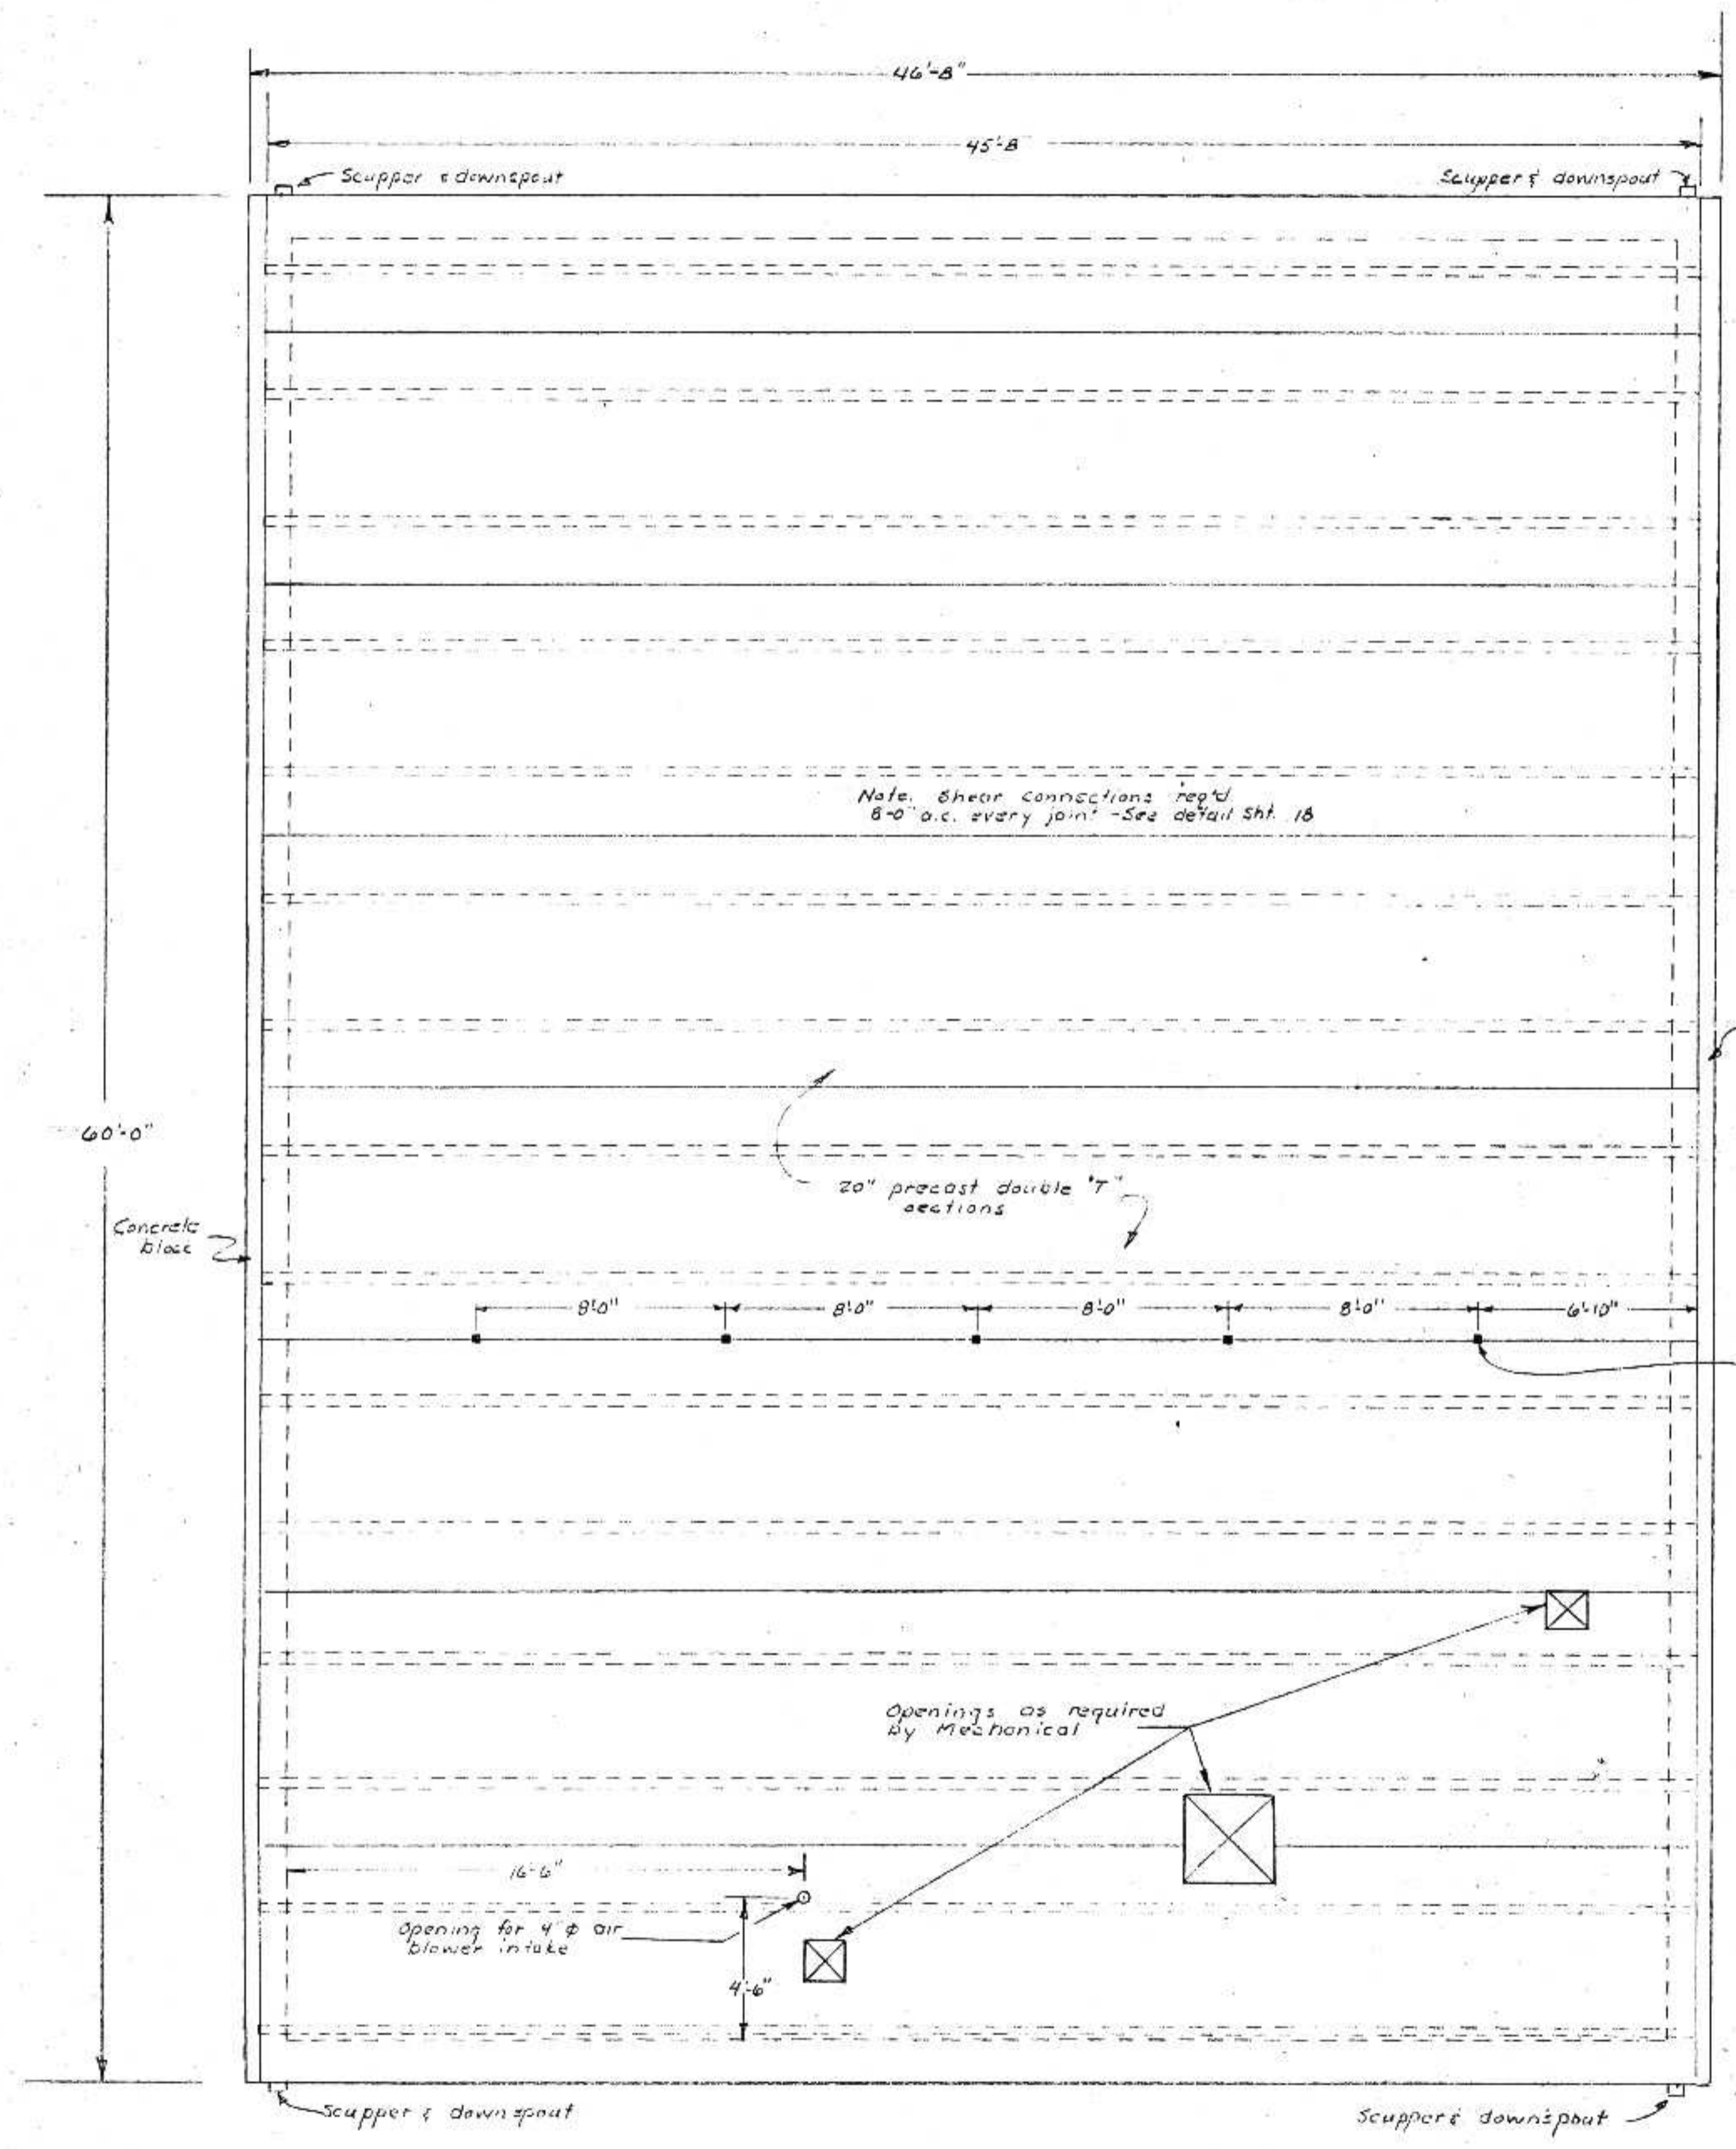 46'-8"
45'-8
Scupper & downspout
Scupper & downspout
Note. Shear connections req'd.
8-0" o.c. every joint - See detail Sht. 18
60'-0"
20" precast double "T"
sections
Concrete
block
8'-0"
8'-0"
8'-0"
8'-0"
6'-10"
Openings as required
by Mechanical
16'-6"
Opening for 4" φ air
blower intake
4'-6"
Scupper & downspout
Scupper & downspout